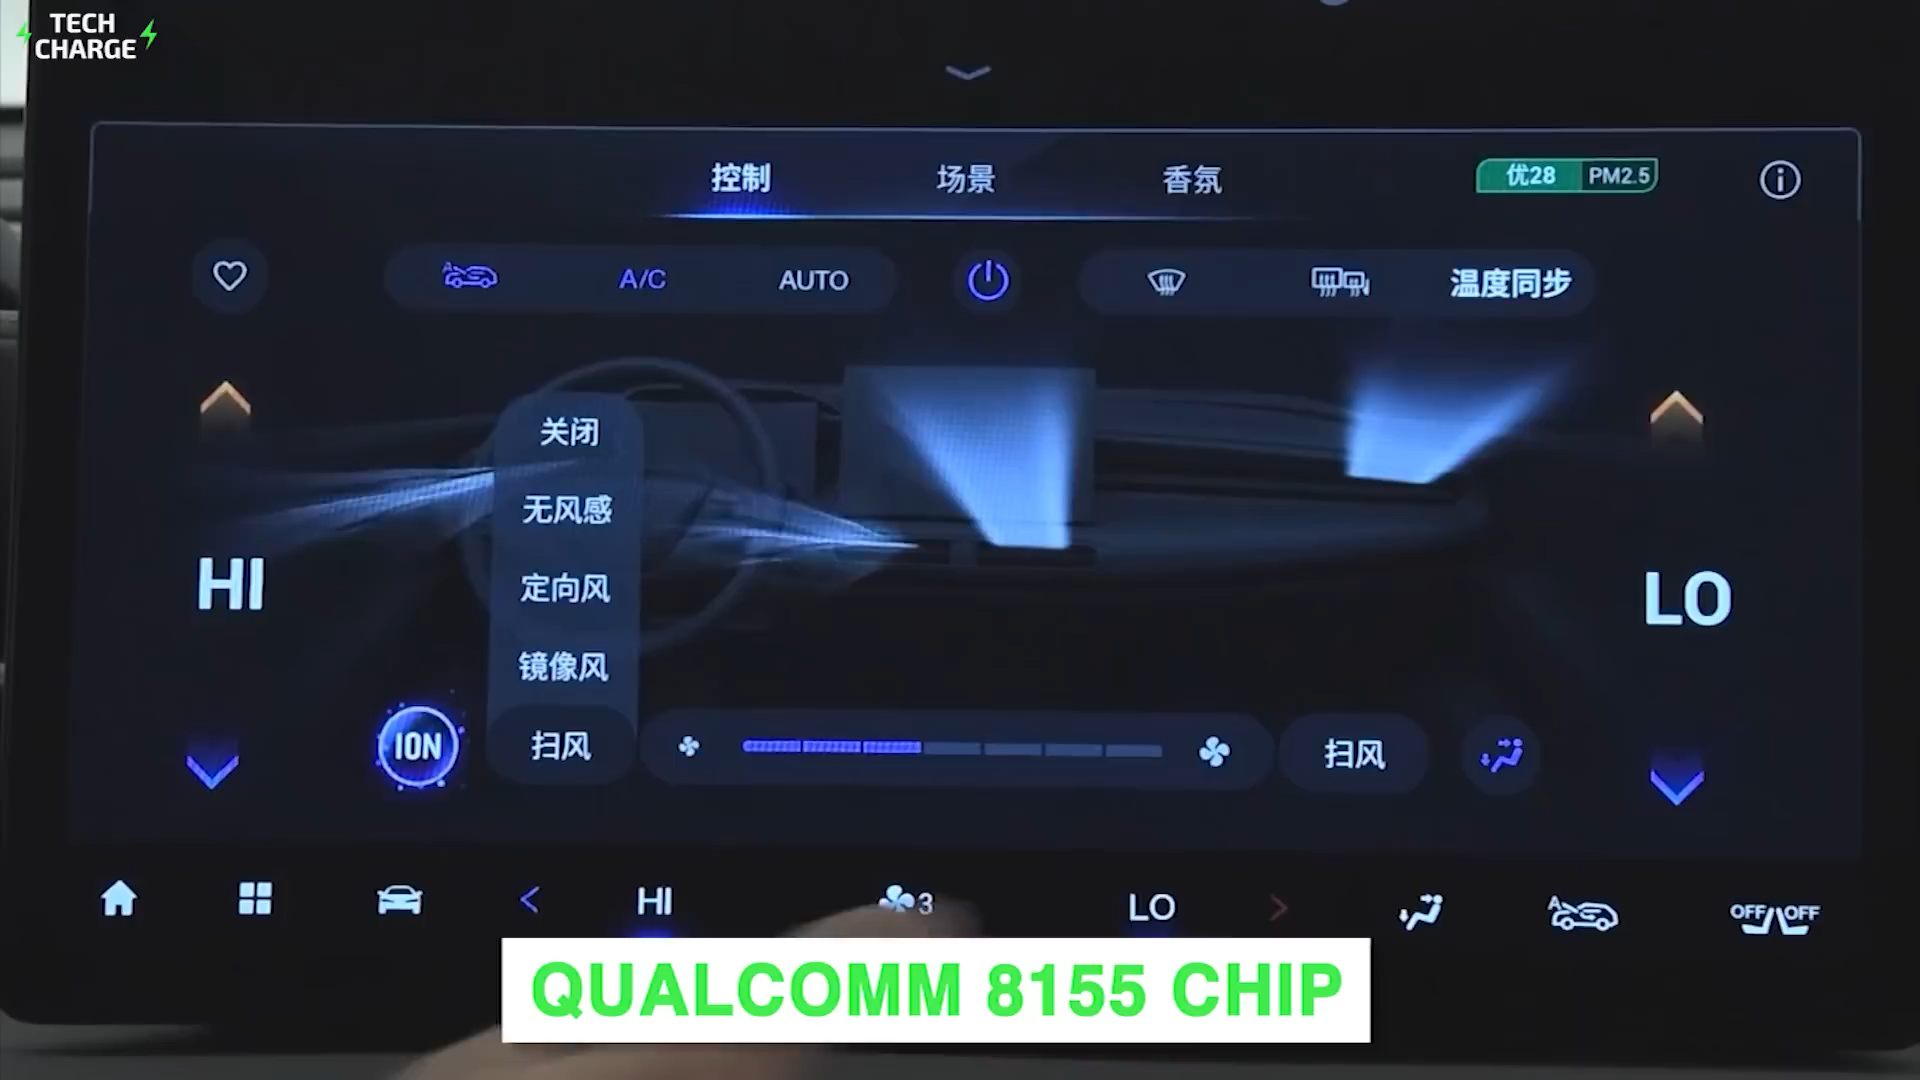 TECH
CHARGE
控制
场景
香氛
优28 PM2.5
A/C
AUTO
温度同步
关闭
无风感
定向风
镜像风
扫风
HI
LO
ION
扫风
HI
3
LO
A
OFF OFF
QUALCOMM 8155 CHIP